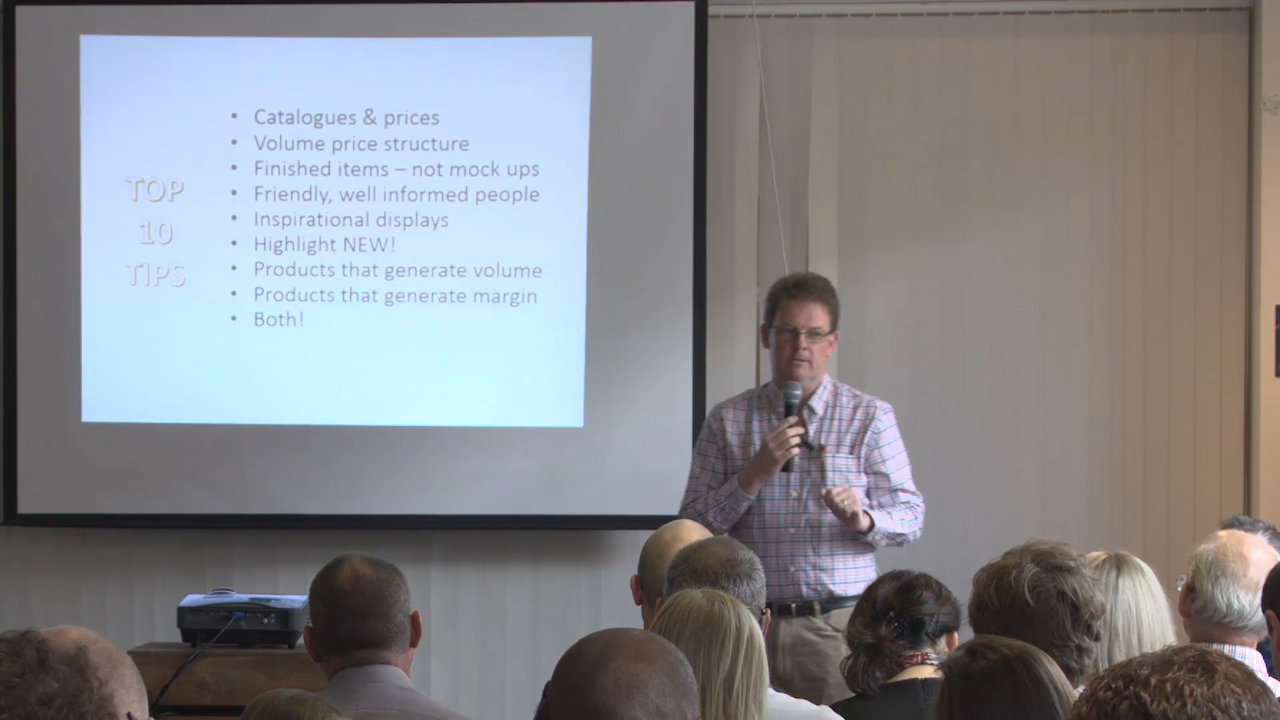 TOP
10
TIPS
• Catalogues & prices
• Volume price structure
• Finished items – not mock ups
• Friendly, well informed people
• Inspirational displays
• Highlight NEW!
• Products that generate volume
• Products that generate margin
• Both!